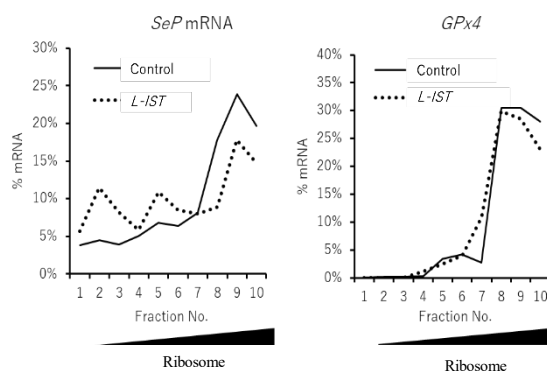 SeP mRNA
30%
25%
20%
15%
10%
5%
0%
% mRNA
Control
L-IST
1 2 3 4 5 6 7 8 9 10
Fraction No.
Ribosome
GPx4
40%
35%
30%
25%
20%
15%
10%
5%
0%
% mRNA
Control
L-IST
1 2 3 4 5 6 7 8 9 10
Fraction No.
Ribosome